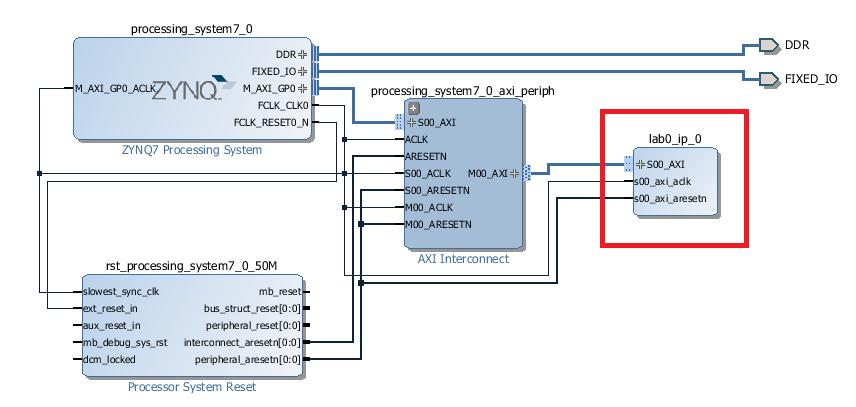 processing_system7_0
DDR
FIXED_IO
M_AXI_GP0_ACLK
ZYNQ
M_AXI_GP0
FCLK_CLK0
FCLK_RESET0_N
ZYNQ7 Processing System
DDR
FIXED_IO
processing_system7_0_axi_periph
S00_AXI
ACLK
ARESETN
S00_ACLK
M00_AXI
S00_ARESETN
M00_ACLK
M00_ARESETN
AXI Interconnect
lab0_ip_0
S00_AXI
s00_axi_aclk
s00_axi_aresetn
rst_processing_system7_0_50M
slowest_sync_clk
mb_reset
ext_reset_in
bus_struct_reset[0:0]
aux_reset_in
peripheral_reset[0:0]
mb_debug_sys_rst
interconnect_aresetn[0:0]
dcm_locked
peripheral_aresetn[0:0]
Processor System Reset